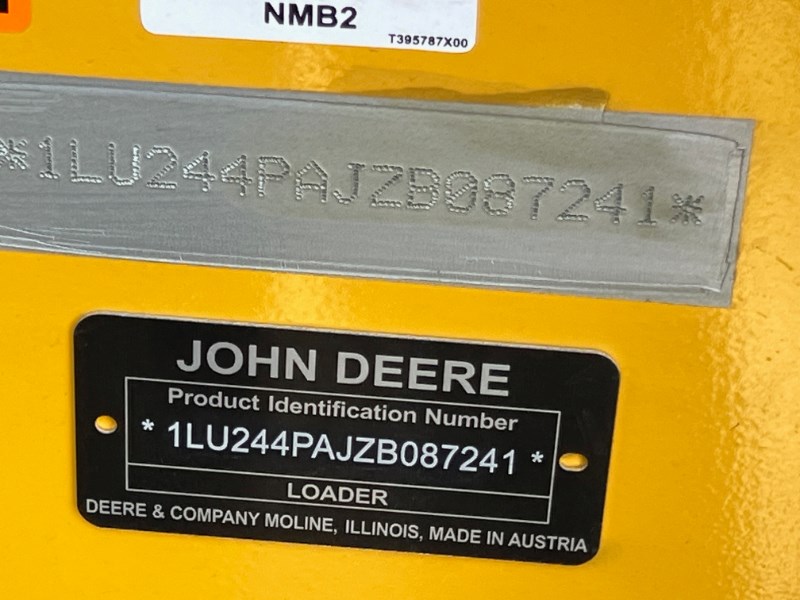 NMB2
T395787X00
*1LU244PAJZB087241*
JOHN DEERE
Product Identification Number
* 1LU244PAJZB087241 *
LOADER
DEERE & COMPANY MOLINE, ILLINOIS, MADE IN AUSTRIA